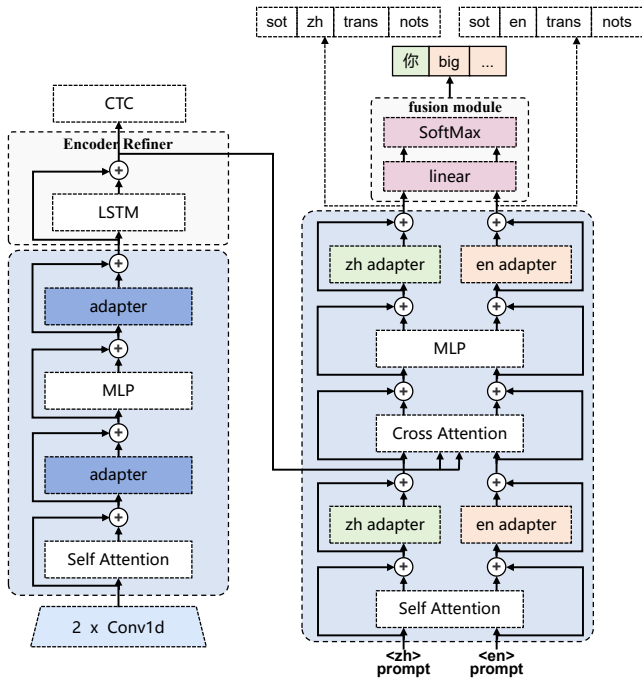 sot zh trans nots
sot en trans nots
你 big ...
fusion module
SoftMax
linear
CTC
Encoder Refiner
LSTM
adapter
MLP
adapter
Self Attention
2 x Conv1d
zh adapter
en adapter
MLP
Cross Attention
zh adapter
en adapter
Self Attention
<zh>
prompt
<en>
prompt